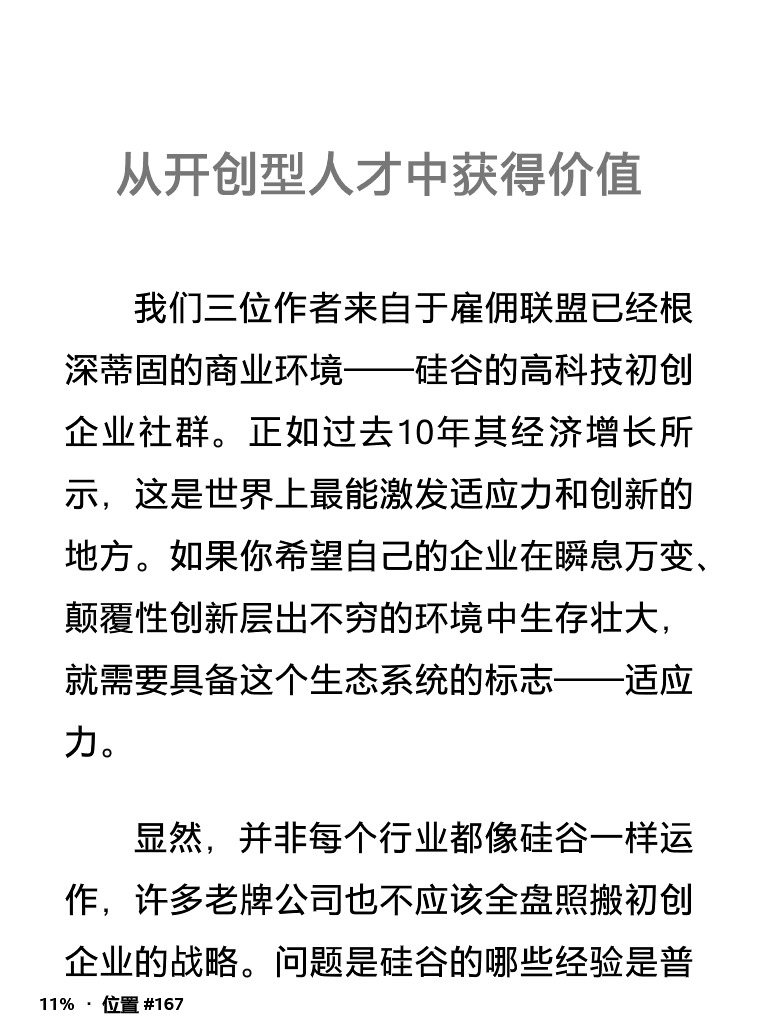 从开创型人才中获得价值
我们三位作者来自于雇佣联盟已经根
深蒂固的商业环境——硅谷的高科技初创
企业社群。正如过去10年其经济增长所
示，这是世界上最能激发适应力和创新的
地方。如果你希望自己的企业在瞬息万变、
颠覆性创新层出不穷的环境中生存壮大，
就需要具备这个生态系统的标志——适应
力。
显然，并非每个行业都像硅谷一样运
作，许多老牌公司也不应该全盘照搬初创
企业的战略。问题是硅谷的哪些经验是普
11% · 位置 #167